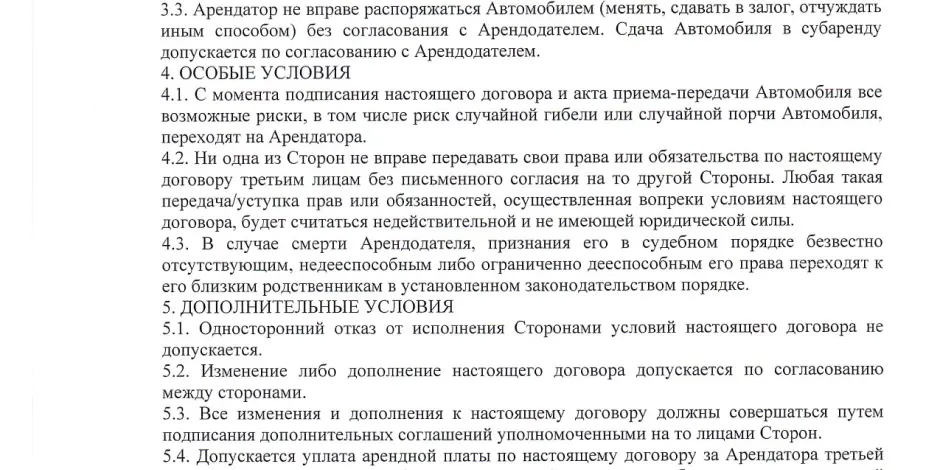 3.3. Арендатор не вправе распоряжаться Автомобилем (менять, сдавать в залог, отчуждать
иным способом) без согласования с Арендодателем. Сдача Автомобиля в субаренду
допускается по согласованию с Арендодателем.
4. ОСОБЫЕ УСЛОВИЯ
4.1. С момента подписания настоящего договора и акта приема-передачи Автомобиля все
возможные риски, в том числе риск случайной гибели или случайной порчи Автомобиля,
переходят на Арендатора.
4.2. Ни одна из Сторон не вправе передавать свои права или обязательства по настоящему
договору третьим лицам без письменного согласия на то другой Стороны. Любая такая
передача/уступка прав или обязанностей, осуществленная вопреки условиям настоящего
договора, будет считаться недействительной и не имеющей юридической силы.
4.3. В случае смерти Арендодателя, признания его в судебном порядке безвестно
отсутствующим, недееспособным либо ограниченно дееспособным его права переходят к
его близким родственникам в установленном законодательством порядке.
5. ДОПОЛНИТЕЛЬНЫЕ УСЛОВИЯ
5.1. Односторонний отказ от исполнения Сторонами условий настоящего договора не
допускается.
5.2. Изменение либо дополнение настоящего договора допускается по согласованию
между сторонами.
5.3. Все изменения и дополнения к настоящему договору должны совершаться путем
подписания дополнительных соглашений уполномоченными на то лицами Сторон.
5.4. Допускается уплата арендной платы по настоящему договору за Арендатора третьей